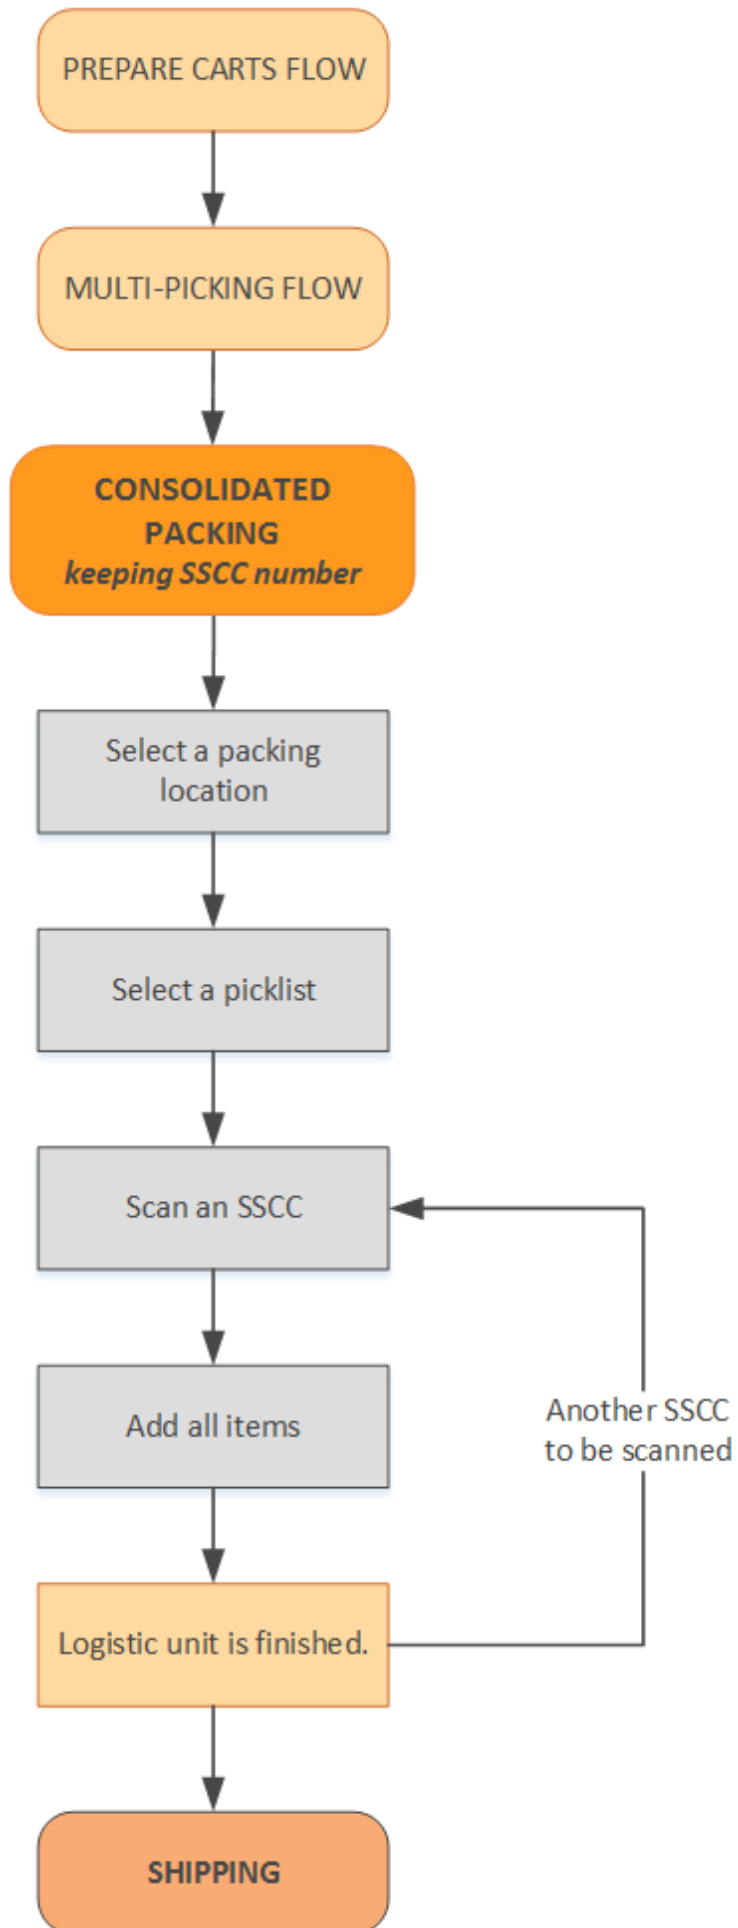 PREPARE CARTS FLOW
MULTI-PICKING FLOW
CONSOLIDATED
PACKING
keeping SSCC number
Select a packing
location
Select a picklist
Scan an SSCC
Add all items
Another SSCC
to be scanned
Logistic unit is finished.
SHIPPING